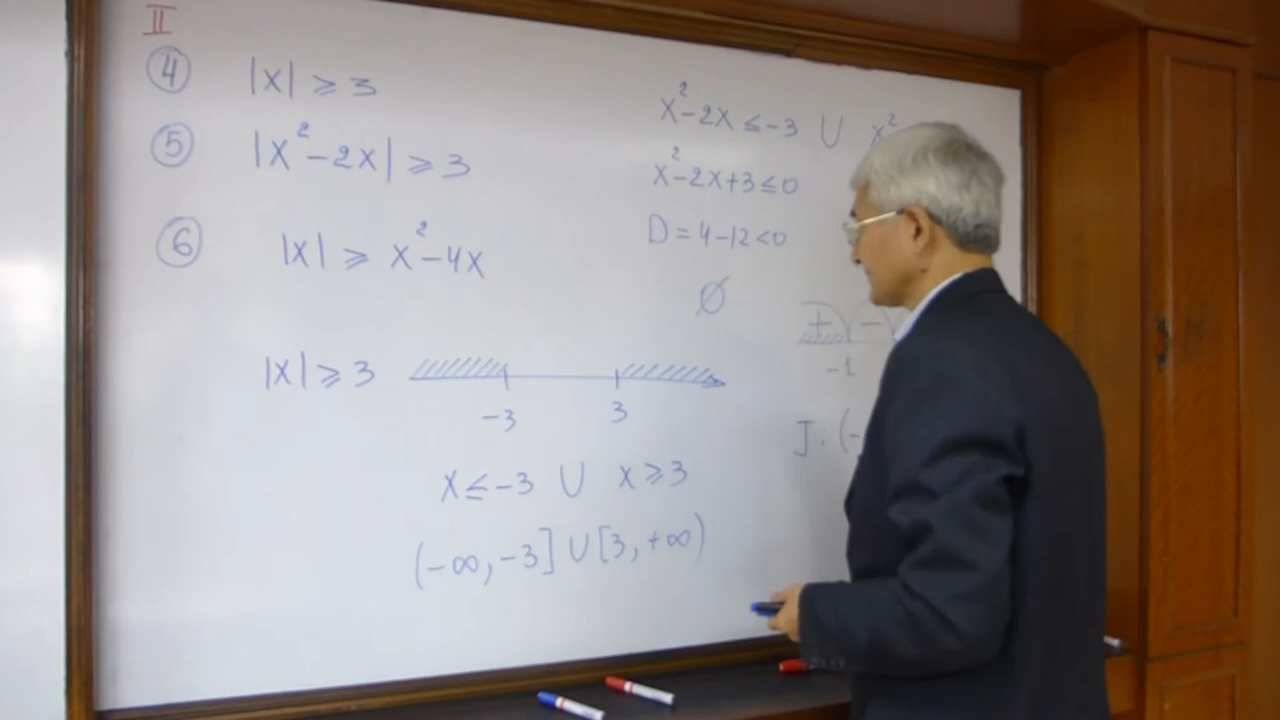 II
④ |x| ⩾ 3
⑤ |x²-2x| ⩾ 3
⑥ |x| ⩾ x²-4x
|x| ⩾ 3
-3 3
x ≤ -3 ∪ x ⩾ 3
(-∞, -3] ∪ [3, +∞)
x²-2x ≤ -3 ∪ x²
x²-2x+3 ≤ 0
D = 4-12 < 0
∅
+ -
-1
J: (-